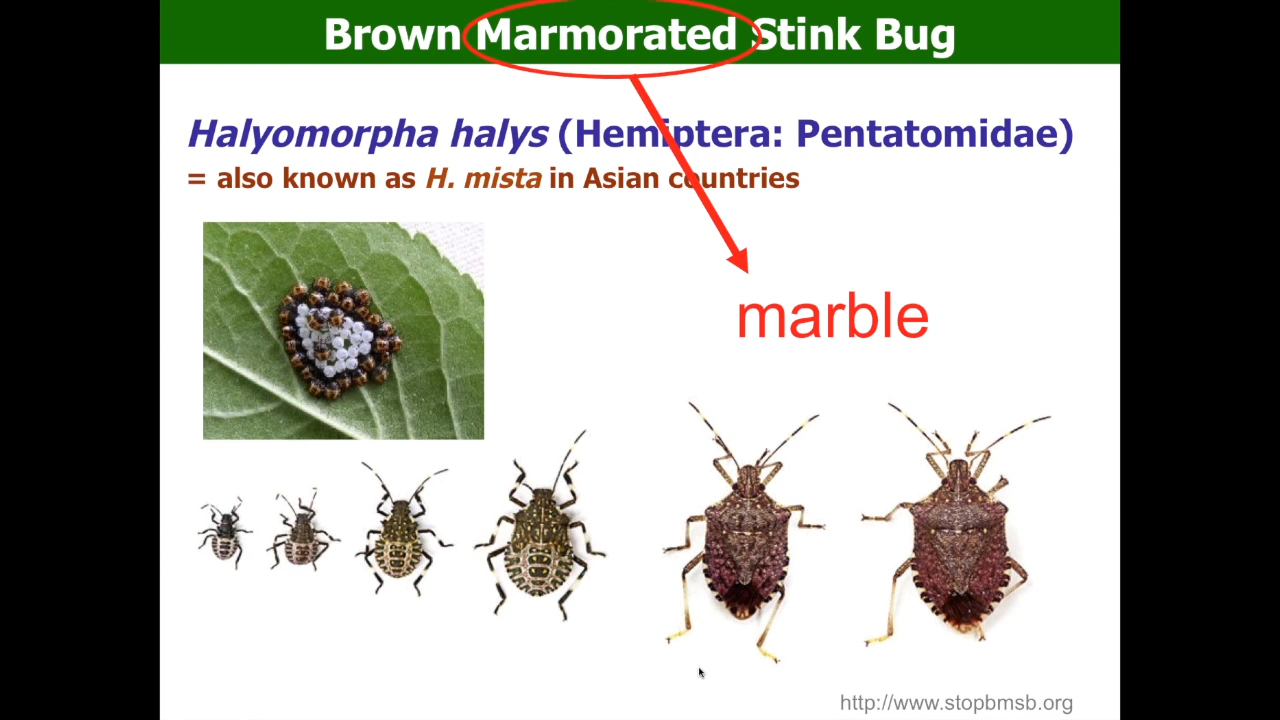 Brown Marmorated Stink Bug
Halyomorpha halys (Hemiptera: Pentatomidae)
= also known as H. mista in Asian countries
marble
http://www.stopbmsb.org